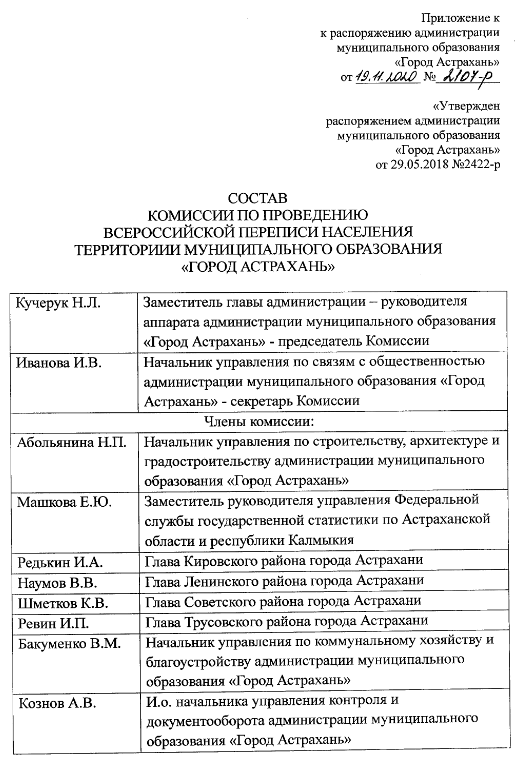 Приложение к
к распоряжению администрации
муниципального образования
«Город Астрахань»
от 19.11.2020 № 2107-р
«Утвержден
распоряжением администрации
муниципального образования
«Город Астрахань»
от 29.05.2018 №2422-р
СОСТАВ
КОМИССИИ ПО ПРОВЕДЕНИЮ
ВСЕРОССИЙСКОЙ ПЕРЕПИСИ НАСЕЛЕНИЯ
ТЕРРИТОРИИИ МУНИЦИПАЛЬНОГО ОБРАЗОВАНИЯ
«ГОРОД АСТРАХАНЬ»
Кучерук Н.Л. Заместитель главы администрации – руководителя
аппарата администрации муниципального образования
«Город Астрахань» - председатель Комиссии
Иванова И.В. Начальник управления по связям с общественностью
администрации муниципального образования «Город
Астрахань» - секретарь Комиссии
Члены комиссии:
Абольянина Н.П. Начальник управления по строительству, архитектуре и
градостроительству администрации муниципального
образования «Город Астрахань»
Машкова Е.Ю. Заместитель руководителя управления Федеральной
службы государственной статистики по Астраханской
области и республики Калмыкия
Редькин И.А. Глава Кировского района города Астрахани
Наумов В.В. Глава Ленинского района города Астрахани
Шметков К.В. Глава Советского района города Астрахани
Ревин И.П. Глава Трусовского района города Астрахани
Бакуменко В.М. Начальник управления по коммунальному хозяйству и
благоустройству администрации муниципального
образования «Город Астрахань»
Кознов А.В. И.о. начальника управления контроля и
документооборота администрации муниципального
образования «Город Астрахань»